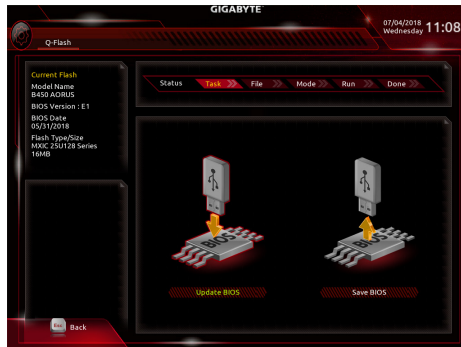 GIGABYTE
07/04/2018
Wednesday
11:08
Q-Flash
Current Flash
Model Name
B450 AORUS
BIOS Version : E1
BIOS Date
05/31/2018
Flash Type/Size
MXIC 25U128 Series
16MB
Status Task File Mode Run Done
BIOS
BIOS
Update BIOS
Save BIOS
Esc
Back